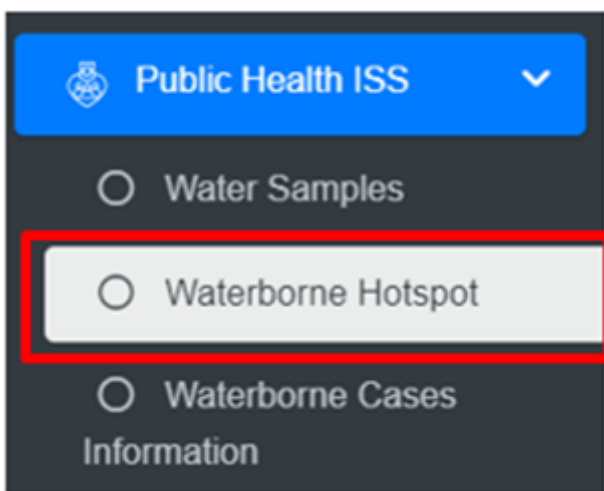 Public Health ISS
Water Samples
Waterborne Hotspot
Waterborne Cases
Information